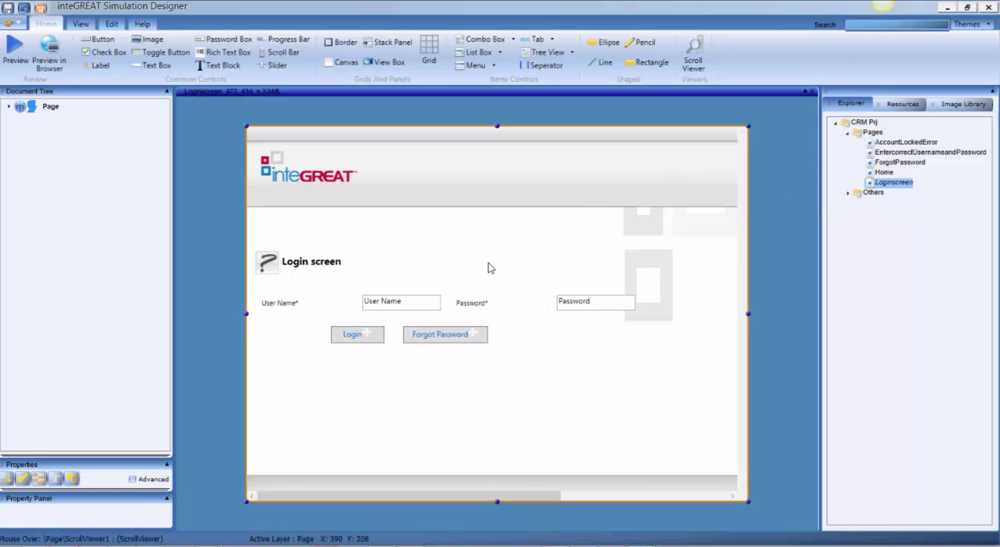 inteGREAT Simulation Designer
Home View Edit Help Search Themes
Preview
Preview in Browser
Review
Button
Check Box
Label
Image
Toggle Button
Text Box
Password Box
Rich Text Box
Text Block
Progress Bar
Scroll Bar
Slider
Common Controls
Border
Canvas
Stack Panel
View Box
Grid
Grids And Panels
Combo Box
List Box
Menu
Tab
Tree View
Seperator
Items Controls
Ellipse
Line
Pencil
Rectangle
Shapes
Scroll Viewer
Viewers
Document Tree
Page
Loginscreen_473_434_n.XAML
inteGREAT™
Login screen
User Name*
User Name
Password*
Password
Login
Forgot Password
Explorer Resources Image Library
CRM Prj
Pages
AccountLockedError
EntercorrectUsernameandPassword
ForgotPassword
Home
Loginscreen
Others
Properties
Advanced
Property Panel
Mouse Over: \Page\ScrollViewer1 : (ScrollViewer)
Active Layer : Page X: 390 Y: 208